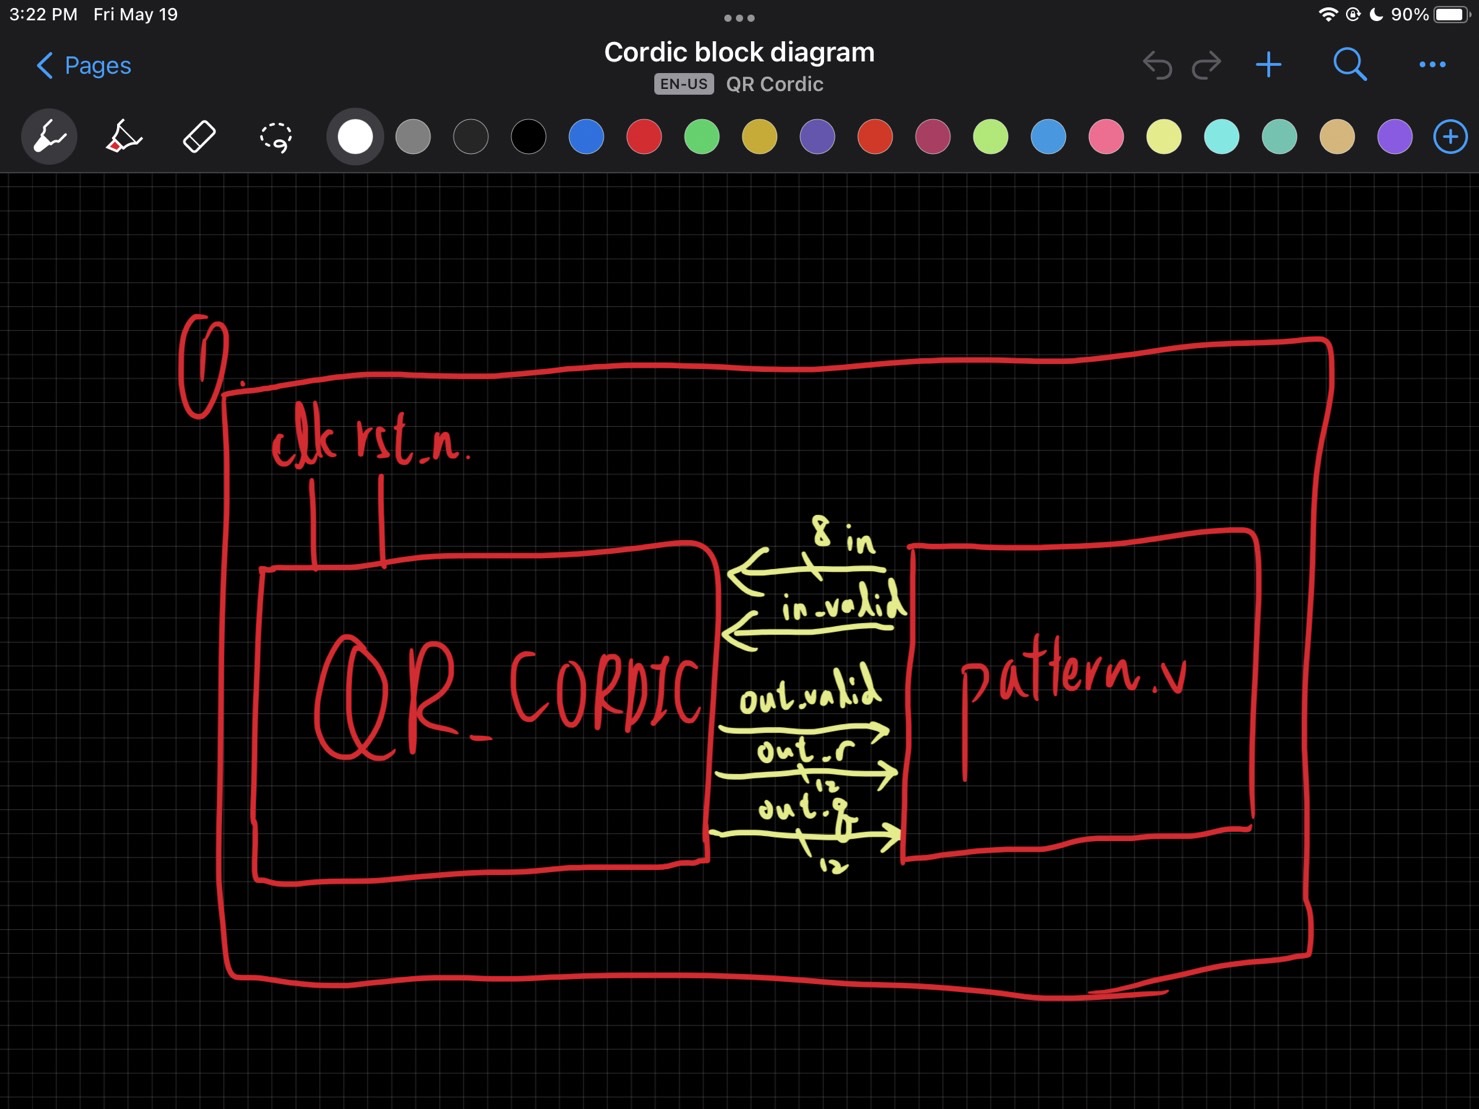 3:22 PM Fri May 19
90%
Pages
Cordic block diagram
EN-US QR Cordic
1.
clk rst_n.
8 in
in_valid
QR_CORDIC
pattern.v
out_valid
out_r
12
out_q
12